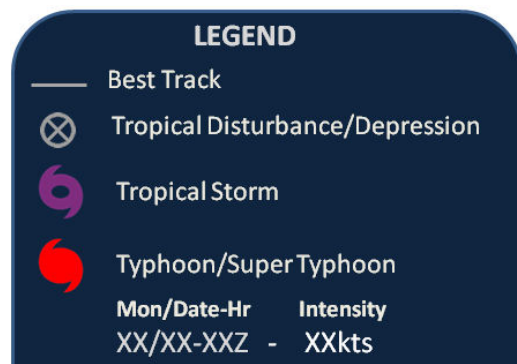 LEGEND
Best Track
Tropical Disturbance/Depression
Tropical Storm
Typhoon/Super Typhoon
Mon/Date-Hr Intensity
XX/XX-XXZ - XXkts